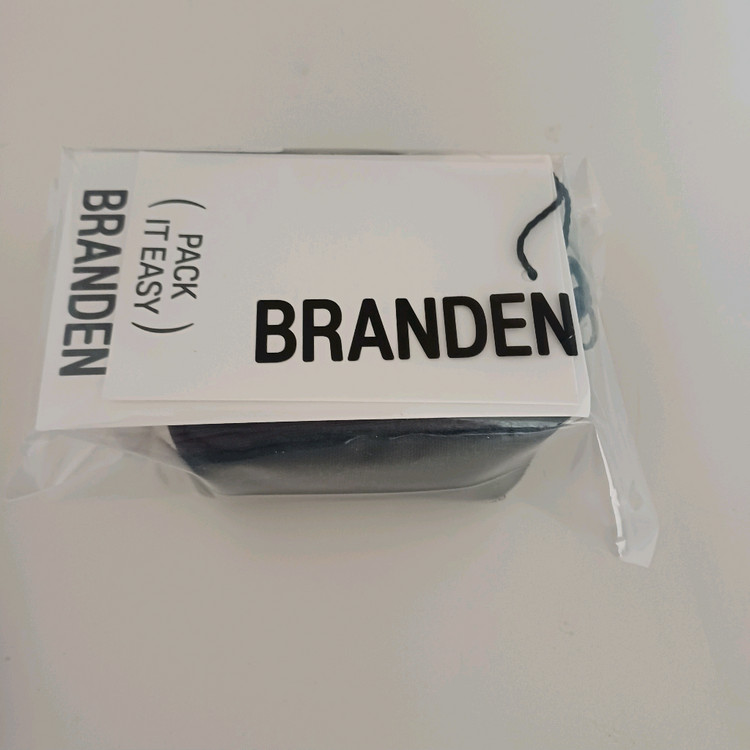 BRANDEN
( PACK
IT EASY )
BRANDEN